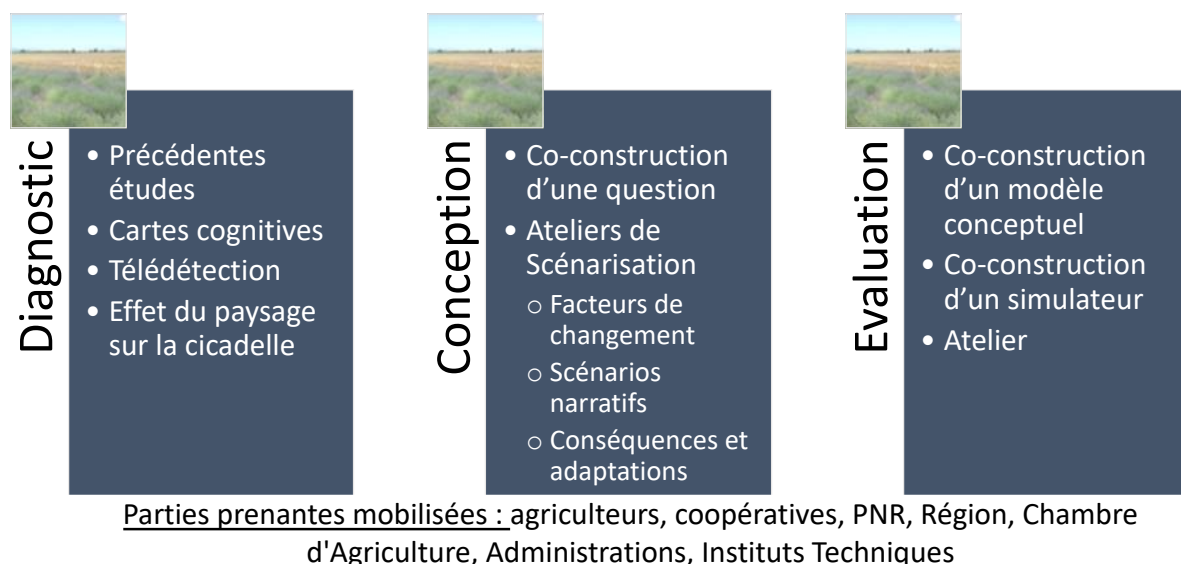 Diagnostic
• Précédentes
études
• Cartes cognitives
• Télédétection
• Effet du paysage
sur la cicadelle
Conception
• Co-construction
d’une question
• Ateliers de
Scénarisation
o Facteurs de
changement
o Scénarios
narratifs
o Conséquences et
adaptations
Evaluation
• Co-construction
d’un modèle
conceptuel
• Co-construction
d’un simulateur
• Atelier
Parties prenantes mobilisées : agriculteurs, coopératives, PNR, Région, Chambre
d'Agriculture, Administrations, Instituts Techniques